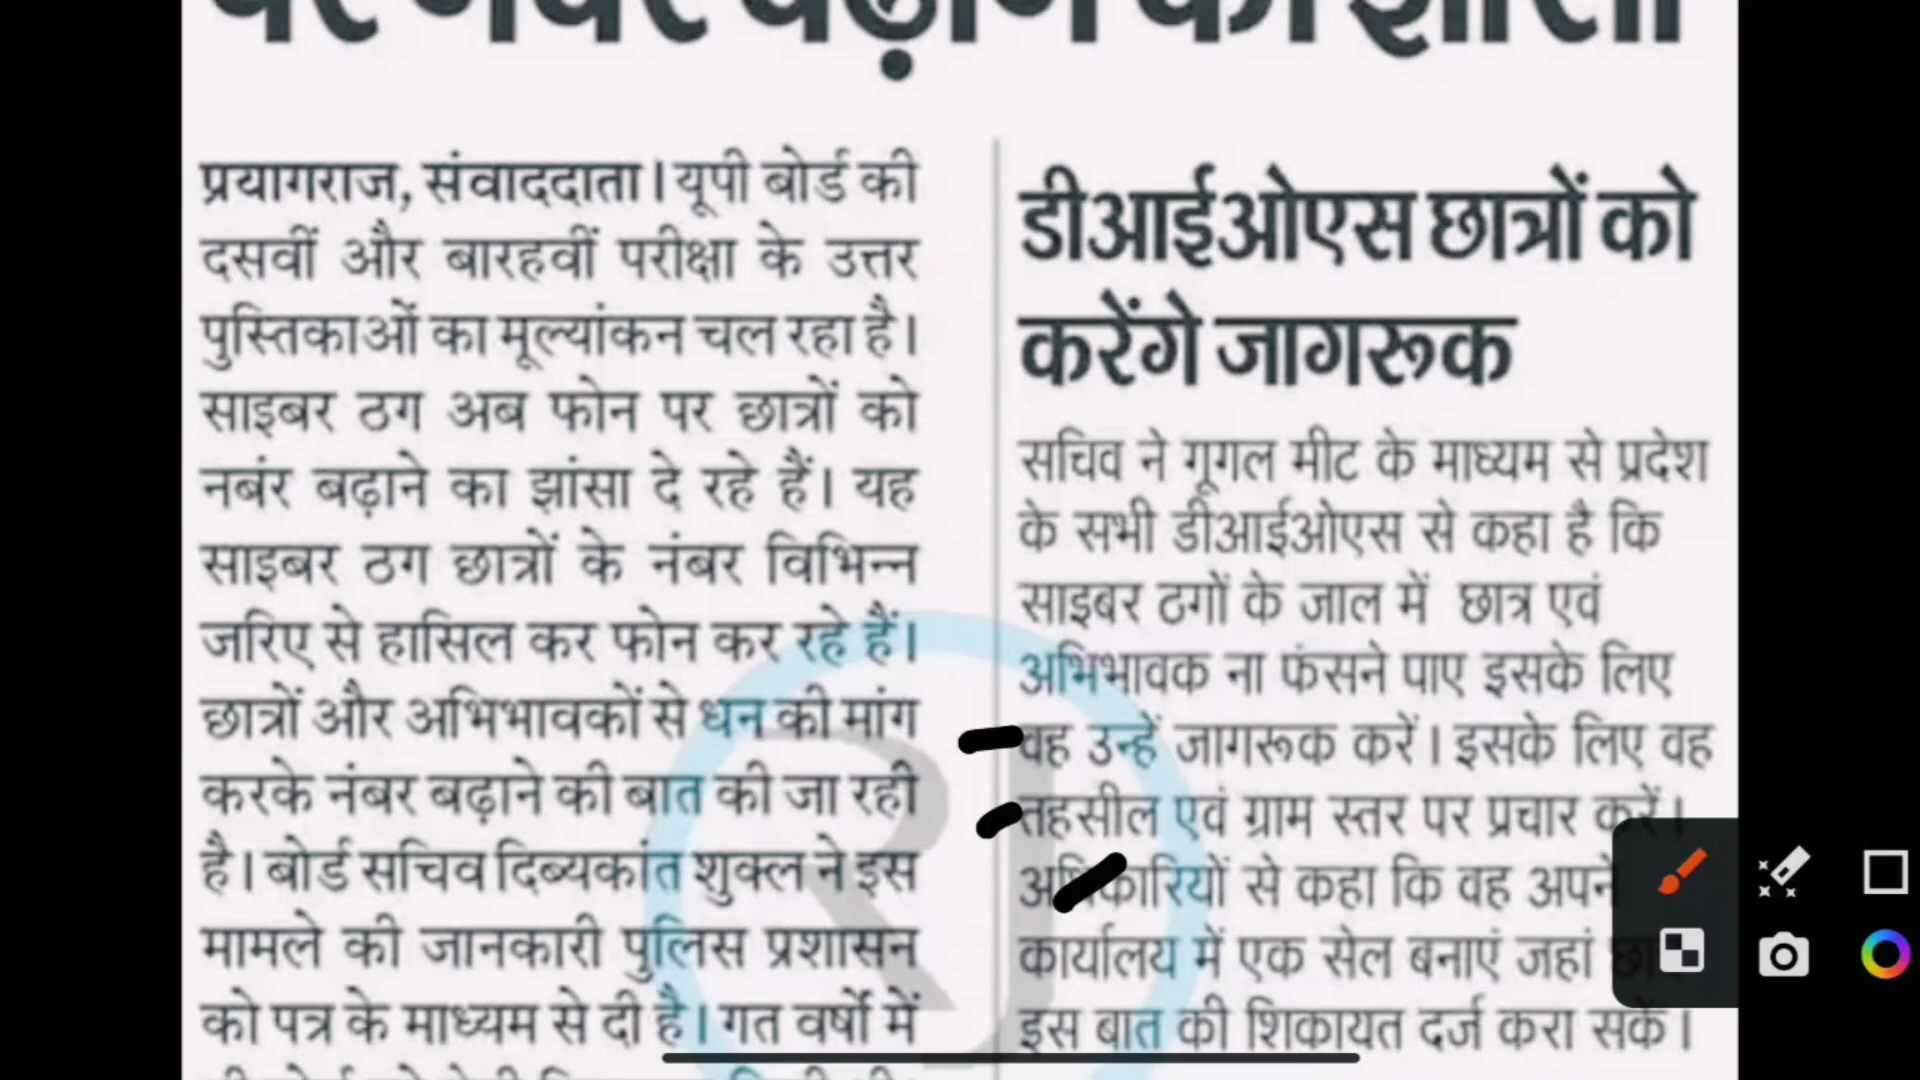 पर नंबर बढ़ाने का झांसा
प्रयागराज, संवाददाता। यूपी बोर्ड की
दसवीं और बारहवीं परीक्षा के उत्तर
पुस्तिकाओं का मूल्यांकन चल रहा है।
साइबर ठग अब फोन पर छात्रों को
नबंर बढ़ाने का झांसा दे रहे हैं। यह
साइबर ठग छात्रों के नंबर विभिन्न
जरिए से हासिल कर फोन कर रहे हैं।
छात्रों और अभिभावकों से धन की मांग
करके नंबर बढ़ाने की बात की जा रही
है। बोर्ड सचिव दिब्यकांत शुक्ल ने इस
मामले की जानकारी पुलिस प्रशासन
को पत्र के माध्यम से दी है। गत वर्षों में
डीआईओएस छात्रों को
करेंगे जागरूक
सचिव ने गूगल मीट के माध्यम से प्रदेश
के सभी डीआईओएस से कहा है कि
साइबर ठगों के जाल में छात्र एवं
अभिभावक ना फंसने पाए इसके लिए
वह उन्हें जागरूक करें। इसके लिए वह
तहसील एवं ग्राम स्तर पर प्रचार करें।
अधिकारियों से कहा कि वह अपने
कार्यालय में एक सेल बनाएं जहां
इस बात की शिकायत दर्ज करा सकें।